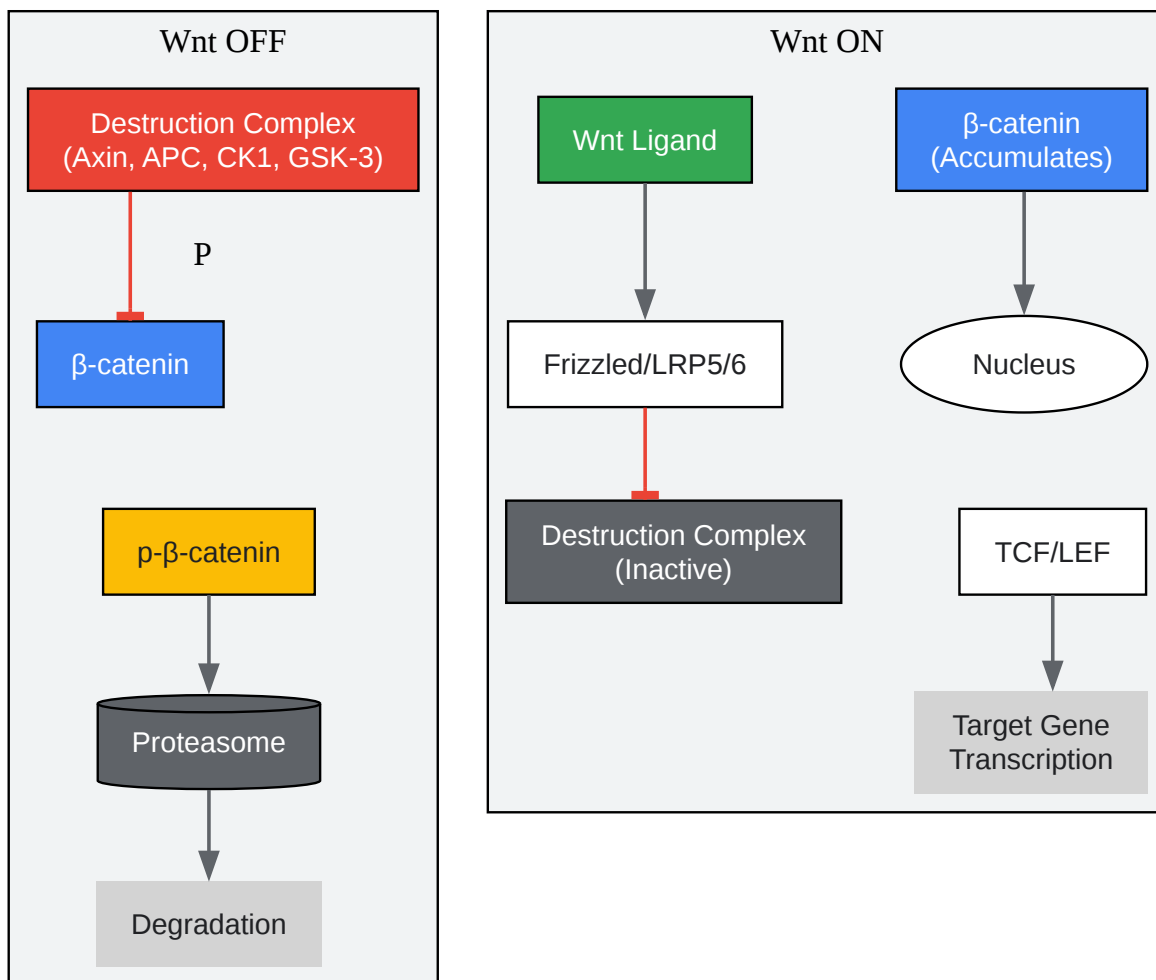 Wnt OFF
Destruction Complex
(Axin, APC, CK1, GSK-3)
P
β-catenin
p-β-catenin
Proteasome
Degradation
Wnt ON
Wnt Ligand
Frizzled/LRP5/6
Destruction Complex
(Inactive)
β-catenin
(Accumulates)
Nucleus
TCF/LEF
Target Gene
Transcription